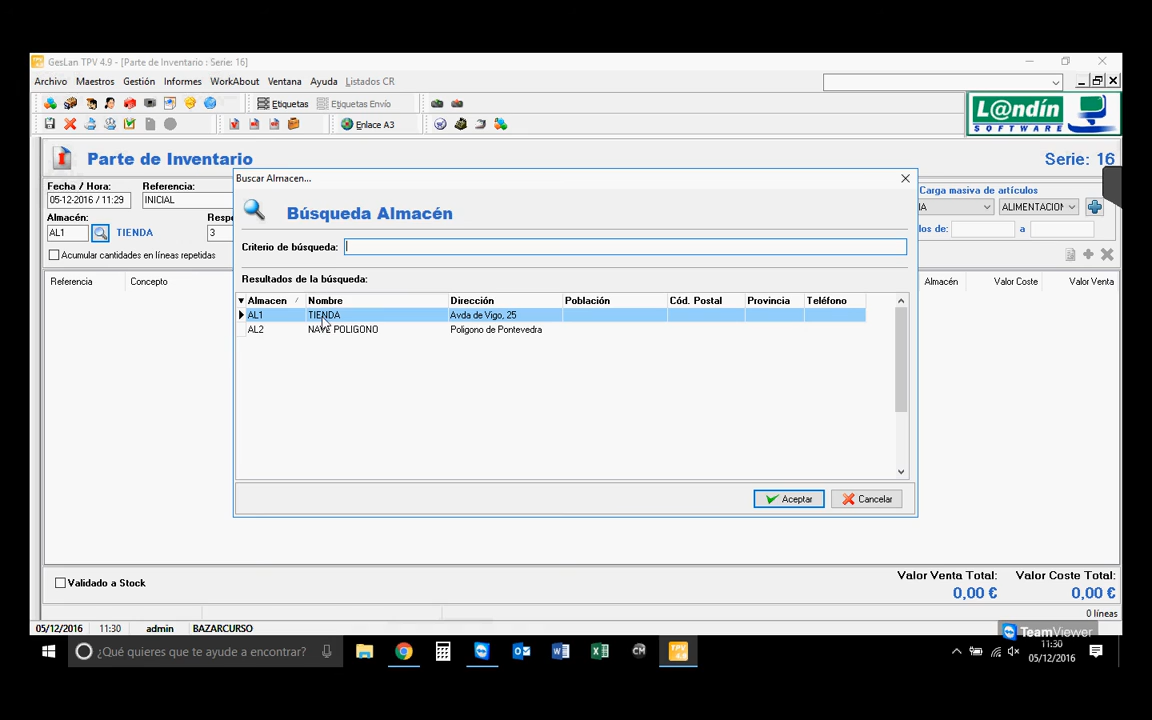 GesLan TPV 4.9 - [Parte de Inventario : Serie: 16]
Archivo Maestros Gestión Informes WorkAbout Ventana Ayuda Listados CR
Etiquetas Etiquetas Envío
Enlace A3
L@ndín
SOFTWARE
Parte de Inventario Serie: 16
Fecha / Hora: Referencia:
05-12-2016 / 11:29 INICIAL
Almacén:
AL1 TIENDA 3
Acumular cantidades en líneas repetidas
Carga masiva de artículos
ALIMENTACION
a
Referencia Concepto Almacén Valor Coste Valor Venta
Buscar Almacen...
Búsqueda Almacén
Criterio de búsqueda:
Resultados de la búsqueda:
Almacen Nombre Dirección Población Cód. Postal Provincia Teléfono
AL1 TIENDA Avda de Vigo, 25
AL2 NAVE POLIGONO Poligono de Pontevedra
Aceptar Cancelar
Validado a Stock
Valor Venta Total: Valor Coste Total:
0,00 € 0,00 €
0 líneas
05/12/2016 11:30 admin BAZARCURSO
TeamViewer
¿Qué quieres que te ayude a encontrar?
TPV
4.9
11:30
05/12/2016